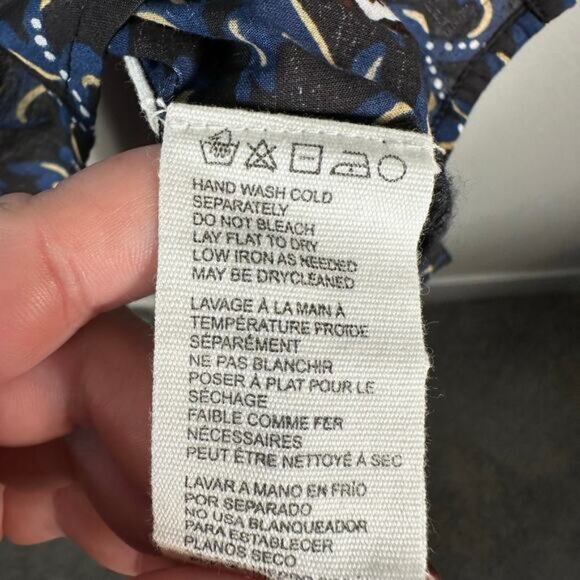 HAND WASH COLD
SEPARATELY
DO NOT BLEACH
LAY FLAT TO DRY
LOW IRON AS NEEDED
MAY BE DRYCLEANED
LAVAGE À LA MAIN À
TEMPÉRATURE FROIDE
SÉPARÉMENT
NE PAS BLANCHIR
POSER À PLAT POUR LE
SÉCHAGE
FAIBLE COMME FER
NÉCESSAIRES
PEUT ÊTRE NETTOYÉ À SEC
LAVAR A MANO EN FRÍO
POR SEPARADO
NO USA BLANQUEADOR
PARA ESTABLECER
PLANOS SECO